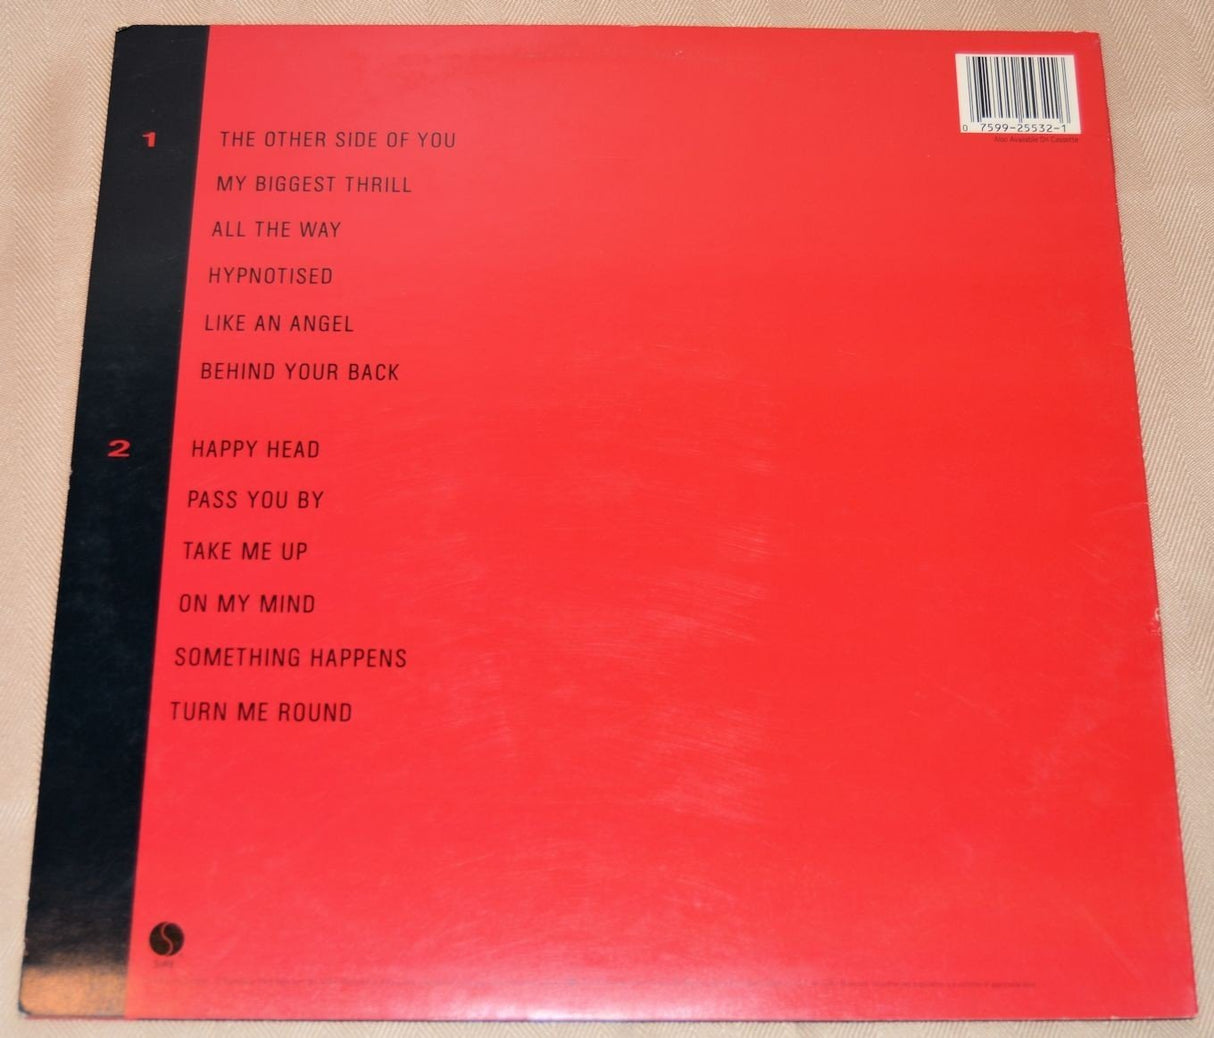 0 7599-25532-1
Also Available On Cassette
1
THE OTHER SIDE OF YOU
MY BIGGEST THRILL
ALL THE WAY
HYPNOTISED
LIKE AN ANGEL
BEHIND YOUR BACK
2
HAPPY HEAD
PASS YOU BY
TAKE ME UP
ON MY MIND
SOMETHING HAPPENS
TURN ME ROUND